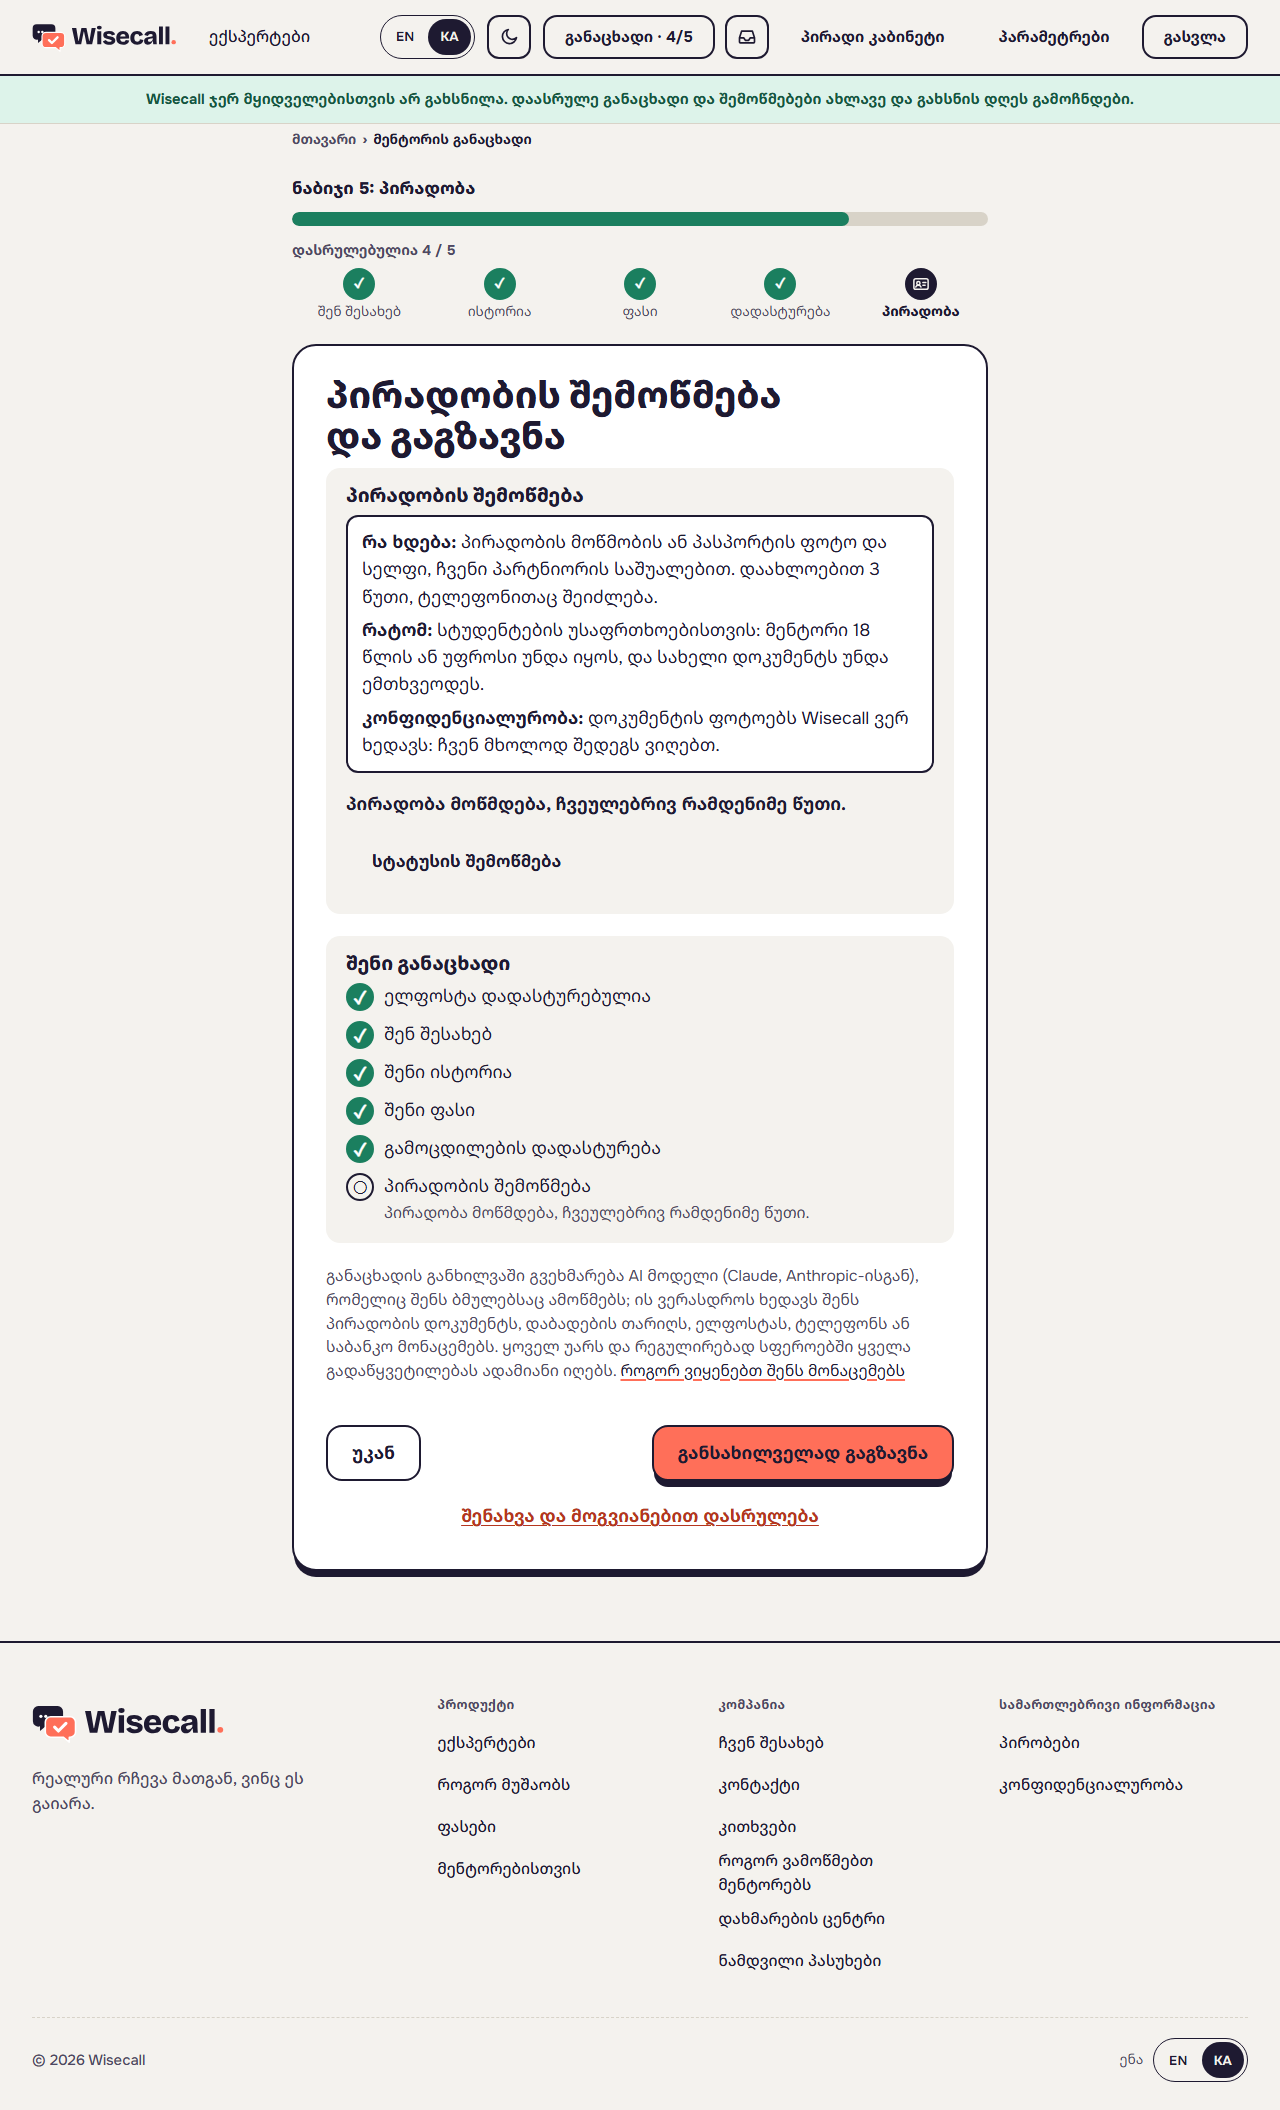 Wisecall.
ექსპერტები
EN KA
განაცხადი · 4/5
პირადი კაბინეტი
პარამეტრები
გასვლა
Wisecall ჯერ მყიდველებისთვის არ გახსნილა. დაასრულე განაცხადი და შემოწმებები ახლავე და გახსნის დღეს გამოჩნდები.
მთავარი › მენტორის განაცხადი
ნაბიჯი 5: პირადობა
დასრულებულია 4 / 5
შენ შესახებ
ისტორია
ფასი
დადასტურება
პირადობა
პირადობის შემოწმება
და გაგზავნა
პირადობის შემოწმება
რა ხდება: პირადობის მოწმობის ან პასპორტის ფოტო და
სელფი, ჩვენი პარტნიორის საშუალებით. დაახლოებით 3
წუთი, ტელეფონითაც შეიძლება.
რატომ: სტუდენტების უსაფრთხოებისთვის: მენტორი 18
წლის ან უფროსი უნდა იყოს, და სახელი დოკუმენტს უნდა
ემთხვეოდეს.
კონფიდენციალურობა: დოკუმენტის ფოტოებს Wisecall ვერ
ხედავს: ჩვენ მხოლოდ შედეგს ვიღებთ.
პირადობა მოწმდება, ჩვეულებრივ რამდენიმე წუთი.
სტატუსის შემოწმება
შენი განაცხადი
ელფოსტა დადასტურებულია
შენ შესახებ
შენი ისტორია
შენი ფასი
გამოცდილების დადასტურება
პირადობის შემოწმება
პირადობა მოწმდება, ჩვეულებრივ რამდენიმე წუთი.
განაცხადის განხილვაში გვეხმარება AI მოდელი (Claude, Anthropic-ისგან),
რომელიც შენს ბმულებსაც ამოწმებს; ის ვერასდროს ხედავს შენს
პირადობის დოკუმენტს, დაბადების თარიღს, ელფოსტას, ტელეფონს ან
საბანკო მონაცემებს. ყოველ უარს და რეგულირებად სფეროებში ყველა
გადაწყვეტილებას ადამიანი იღებს. როგორ ვიყენებთ შენს მონაცემებს
უკან
განსახილველად გაგზავნა
შენახვა და მოგვიანებით დასრულება
Wisecall.
რეალური რჩევა მათგან, ვინც ეს
გაიარა.
პროდუქტი
ექსპერტები
როგორ მუშაობს
ფასები
მენტორებისთვის
კომპანია
ჩვენ შესახებ
კონტაქტი
კითხვები
როგორ ვამოწმებთ
მენტორებს
დახმარების ცენტრი
ნამდვილი პასუხები
სამართლებრივი ინფორმაცია
პირობები
კონფიდენციალურობა
© 2026 Wisecall
ენა
EN KA